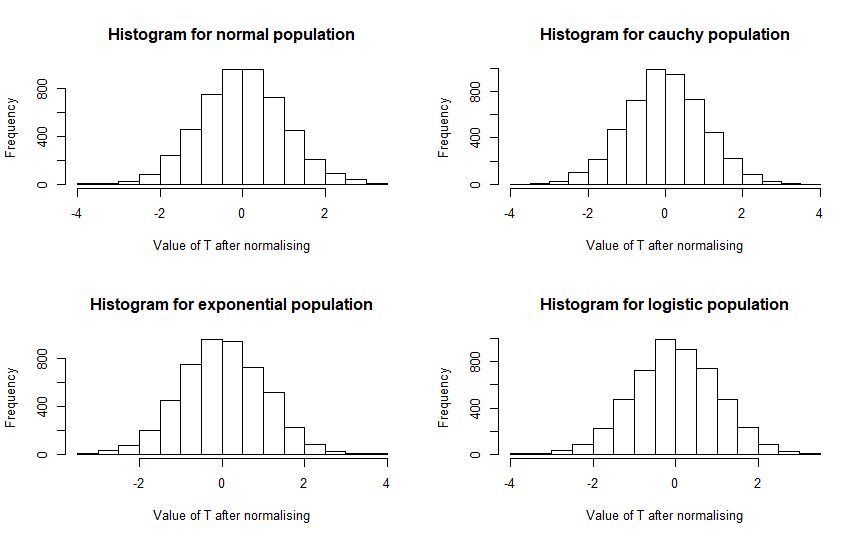 Histogram for normal population
Frequency
0 400 800
-4 -2 0 2
Value of T after normalising
Histogram for cauchy population
Frequency
0 400 800
-4 -2 0 2 4
Value of T after normalising
Histogram for exponential population
Frequency
0 400 800
-2 0 2 4
Value of T after normalising
Histogram for logistic population
Frequency
0 400 800
-4 -2 0 2
Value of T after normalising